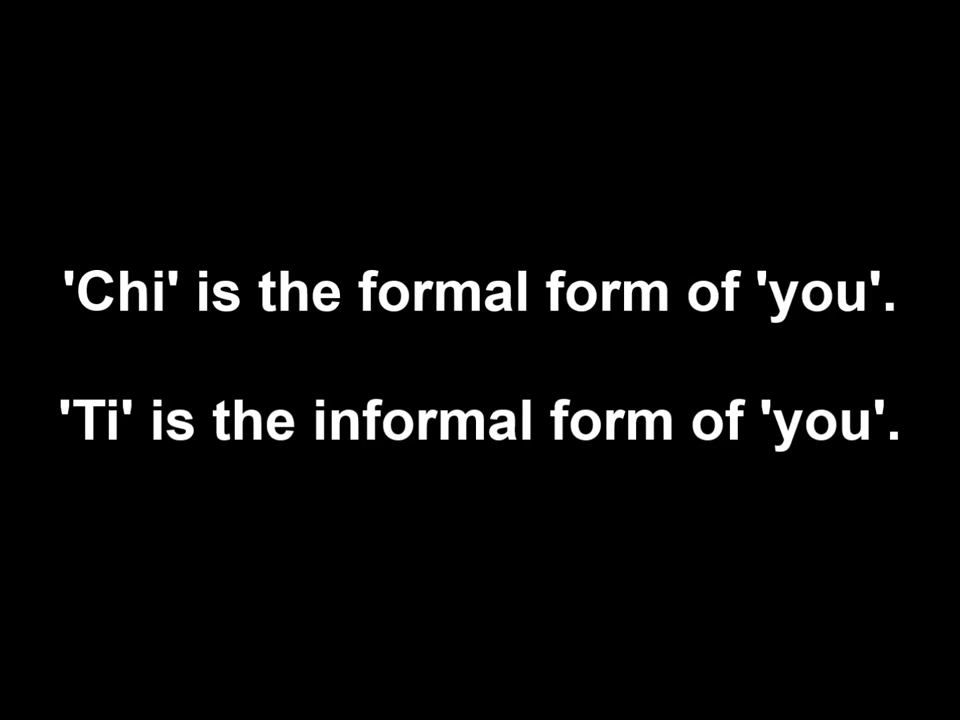 'Chi' is the formal form of 'you'.
'Ti' is the informal form of 'you'.